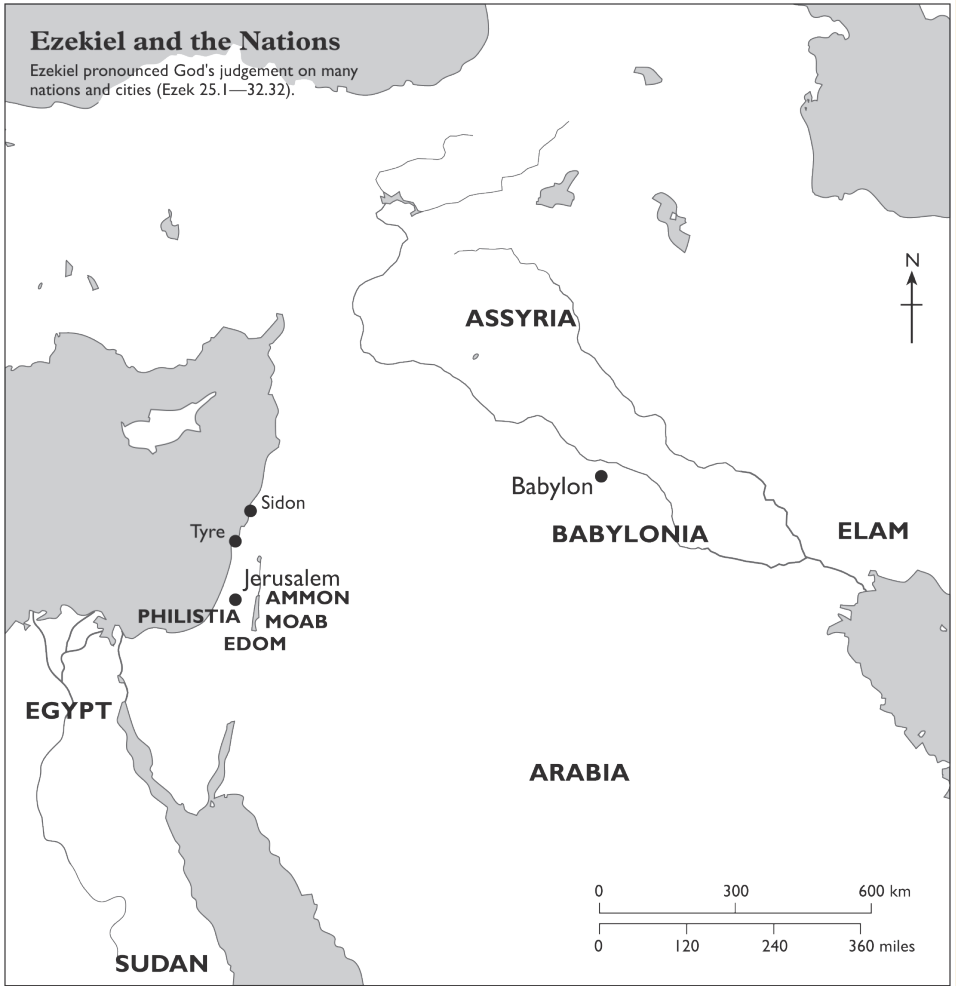 Ezekiel and the Nations
Ezekiel pronounced God's judgement on many
nations and cities (Ezek 25.1—32.32).
N
ASSYRIA
Babylon
BABYLONIA
ELAM
Sidon
Tyre
Jerusalem
AMMON
PHILISTIA
MOAB
EDOM
EGYPT
ARABIA
SUDAN
0 300 600 km
0 120 240 360 miles